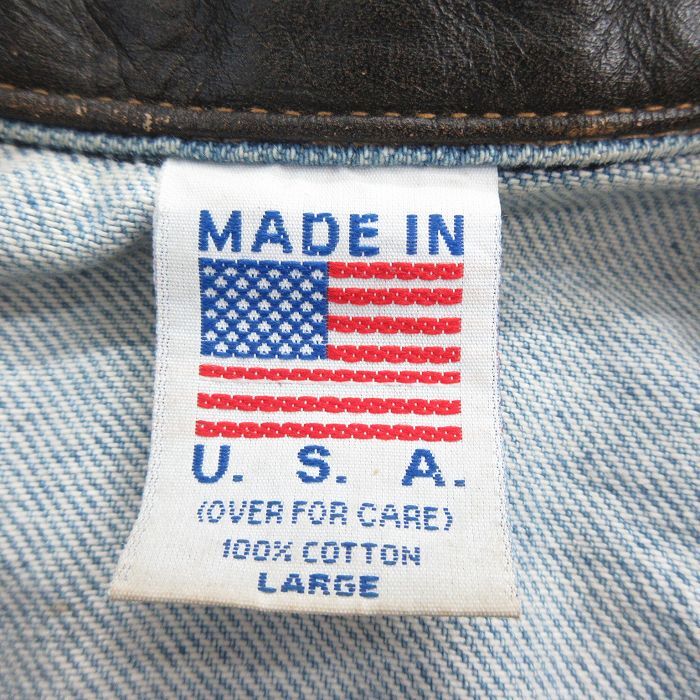 MADE IN
U. S. A.
(OVER FOR CARE)
100% COTTON
LARGE